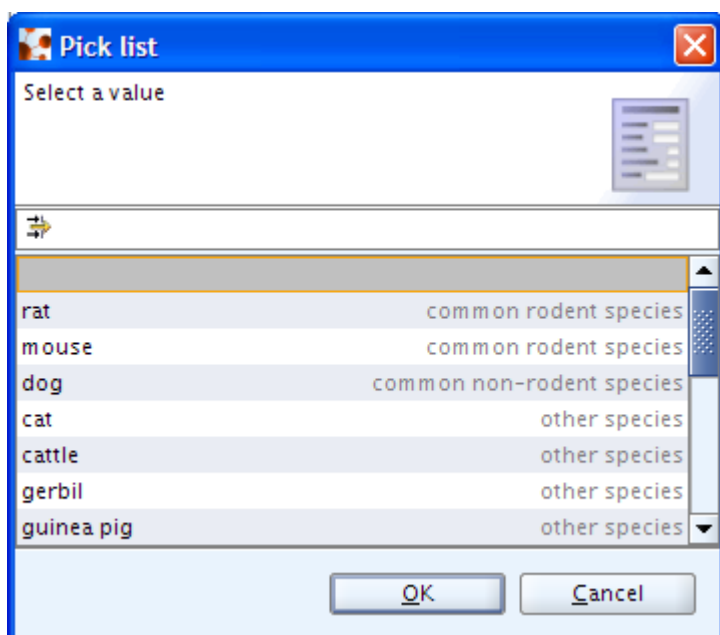 Pick list
Select a value
rat common rodent species
mouse common rodent species
dog common non-rodent species
cat other species
cattle other species
gerbil other species
guinea pig other species
OK Cancel